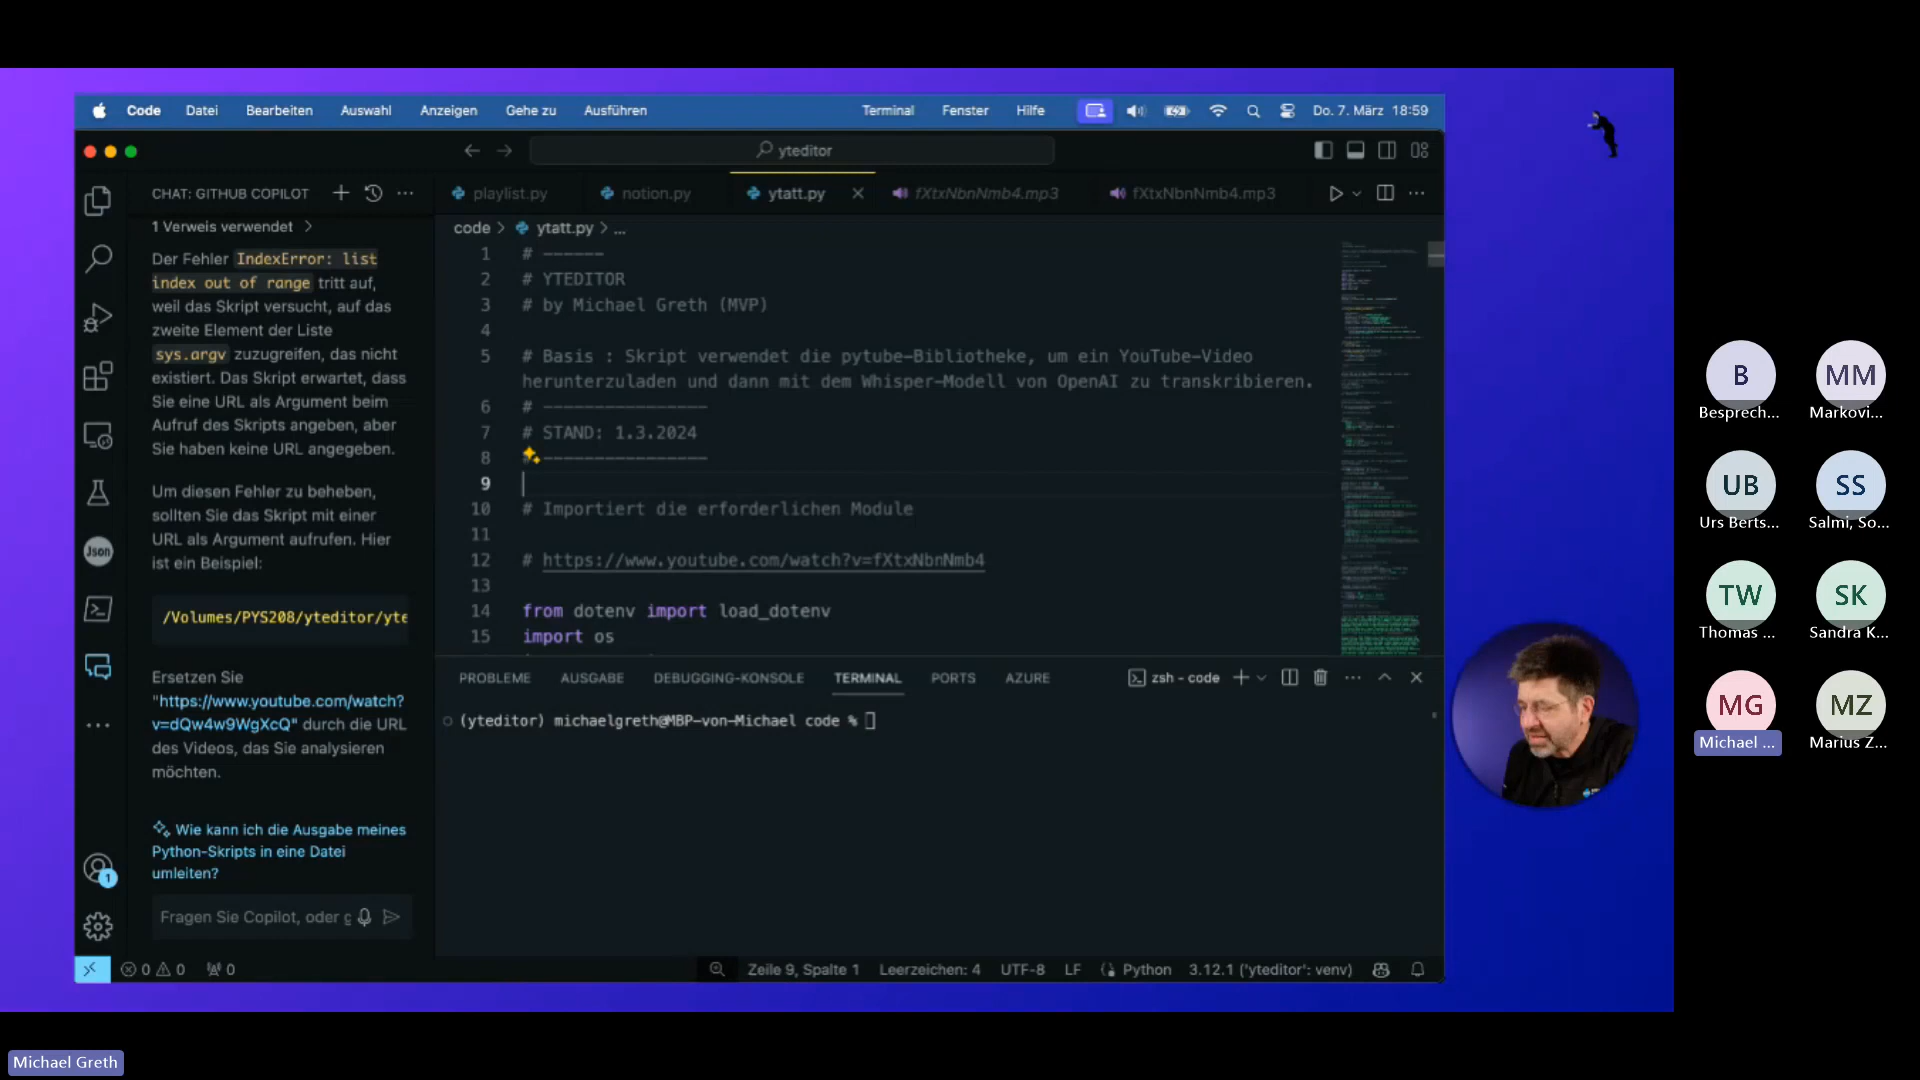 Code Datei Bearbeiten Auswahl Anzeigen Gehe zu Ausführen Terminal Fenster Hilfe Do. 7. März 18:59
yteditor
CHAT: GITHUB COPILOT
1 Verweis verwendet
Der Fehler IndexError: list
index out of range tritt auf,
weil das Skript versucht, auf das
zweite Element der Liste
sys.argv zuzugreifen, das nicht
existiert. Das Skript erwartet, dass
Sie eine URL als Argument beim
Aufruf des Skripts angeben, aber
Sie haben keine URL angegeben.
Um diesen Fehler zu beheben,
sollten Sie das Skript mit einer
URL als Argument aufrufen. Hier
ist ein Beispiel:
/Volumes/PYS208/yteditor/yte
Ersetzen Sie
"https://www.youtube.com/watch?
v=dQw4w9WgXcQ" durch die URL
des Videos, das Sie analysieren
möchten.
Wie kann ich die Ausgabe meines
Python-Skripts in eine Datei
umleiten?
Fragen Sie Copilot, oder g
Json
1
playlist.py notion.py ytatt.py fXtxNbnNmb4.mp3 fXtxNbnNmb4.mp3
code > ytatt.py > ...
1 # ------
2 # YTEDITOR
3 # by Michael Greth (MVP)
4
5 # Basis : Skript verwendet die pytube-Bibliotheke, um ein YouTube-Video
herunterzuladen und dann mit dem Whisper-Modell von OpenAI zu transkribieren.
6 # ----------------
7 # STAND: 1.3.2024
8 ----------------
9
10 # Importiert die erforderlichen Module
11
12 # https://www.youtube.com/watch?v=fXtxNbnNmb4
13
14 from dotenv import load_dotenv
15 import os
PROBLEME AUSGABE DEBUGGING-KONSOLE TERMINAL PORTS AZURE zsh - code
(yteditor) michaelgreth@MBP-von-Michael code %
0 0 0 Zeile 9, Spalte 1 Leerzeichen: 4 UTF-8 LF Python 3.12.1 ('yteditor': venv)
B MM
Besprech... Markovi...
UB SS
Urs Berts... Salmi, So...
TW SK
Thomas ... Sandra K...
MG MZ
Michael ... Marius Z...
Michael Greth